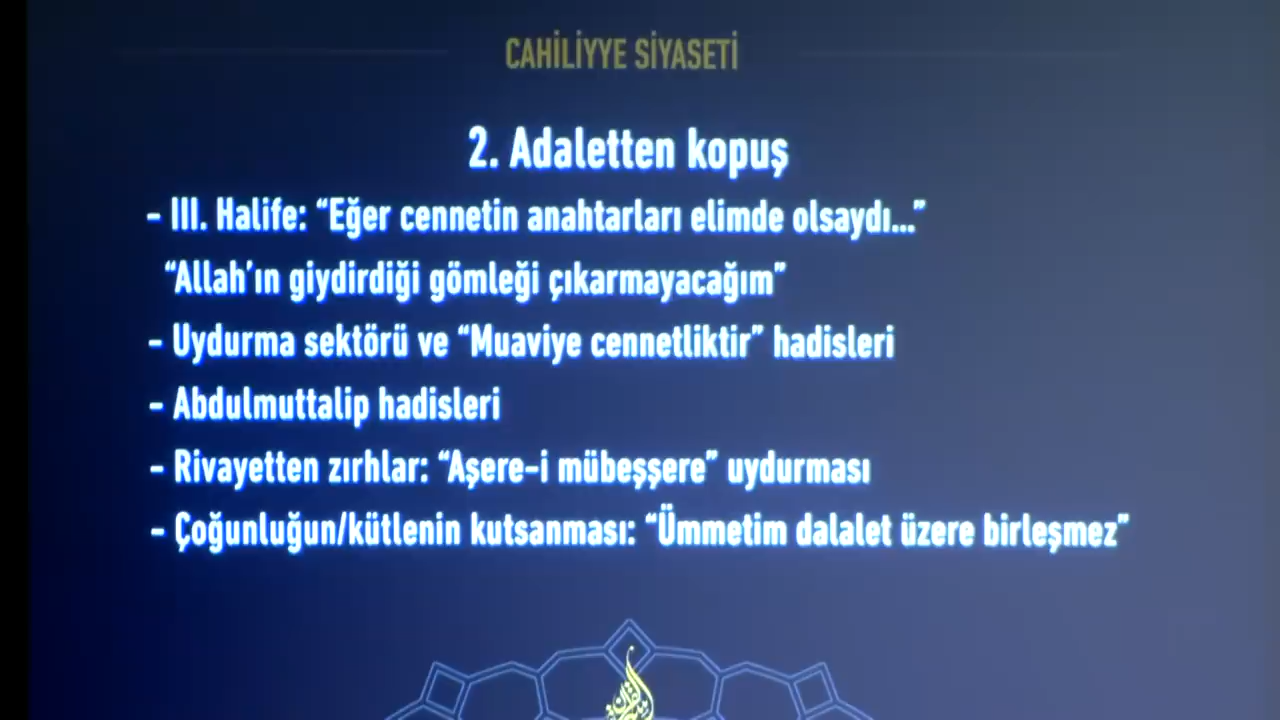 CAHİLİYYE SİYASETİ
2. Adaletten kopuş
- III. Halife: “Eğer cennetin anahtarları elimde olsaydı...”
“Allah’ın giydirdiği gömleği çıkarmayacağım”
- Uydurma sektörü ve “Muaviye cennetliktir” hadisleri
- Abdulmuttalip hadisleri
- Rivayetten zırhlar: “Aşere-i mübeşşere” uydurması
- Çoğunluğun/kütlenin kutsanması: “Ümmetim dalalet üzere birleşmez”